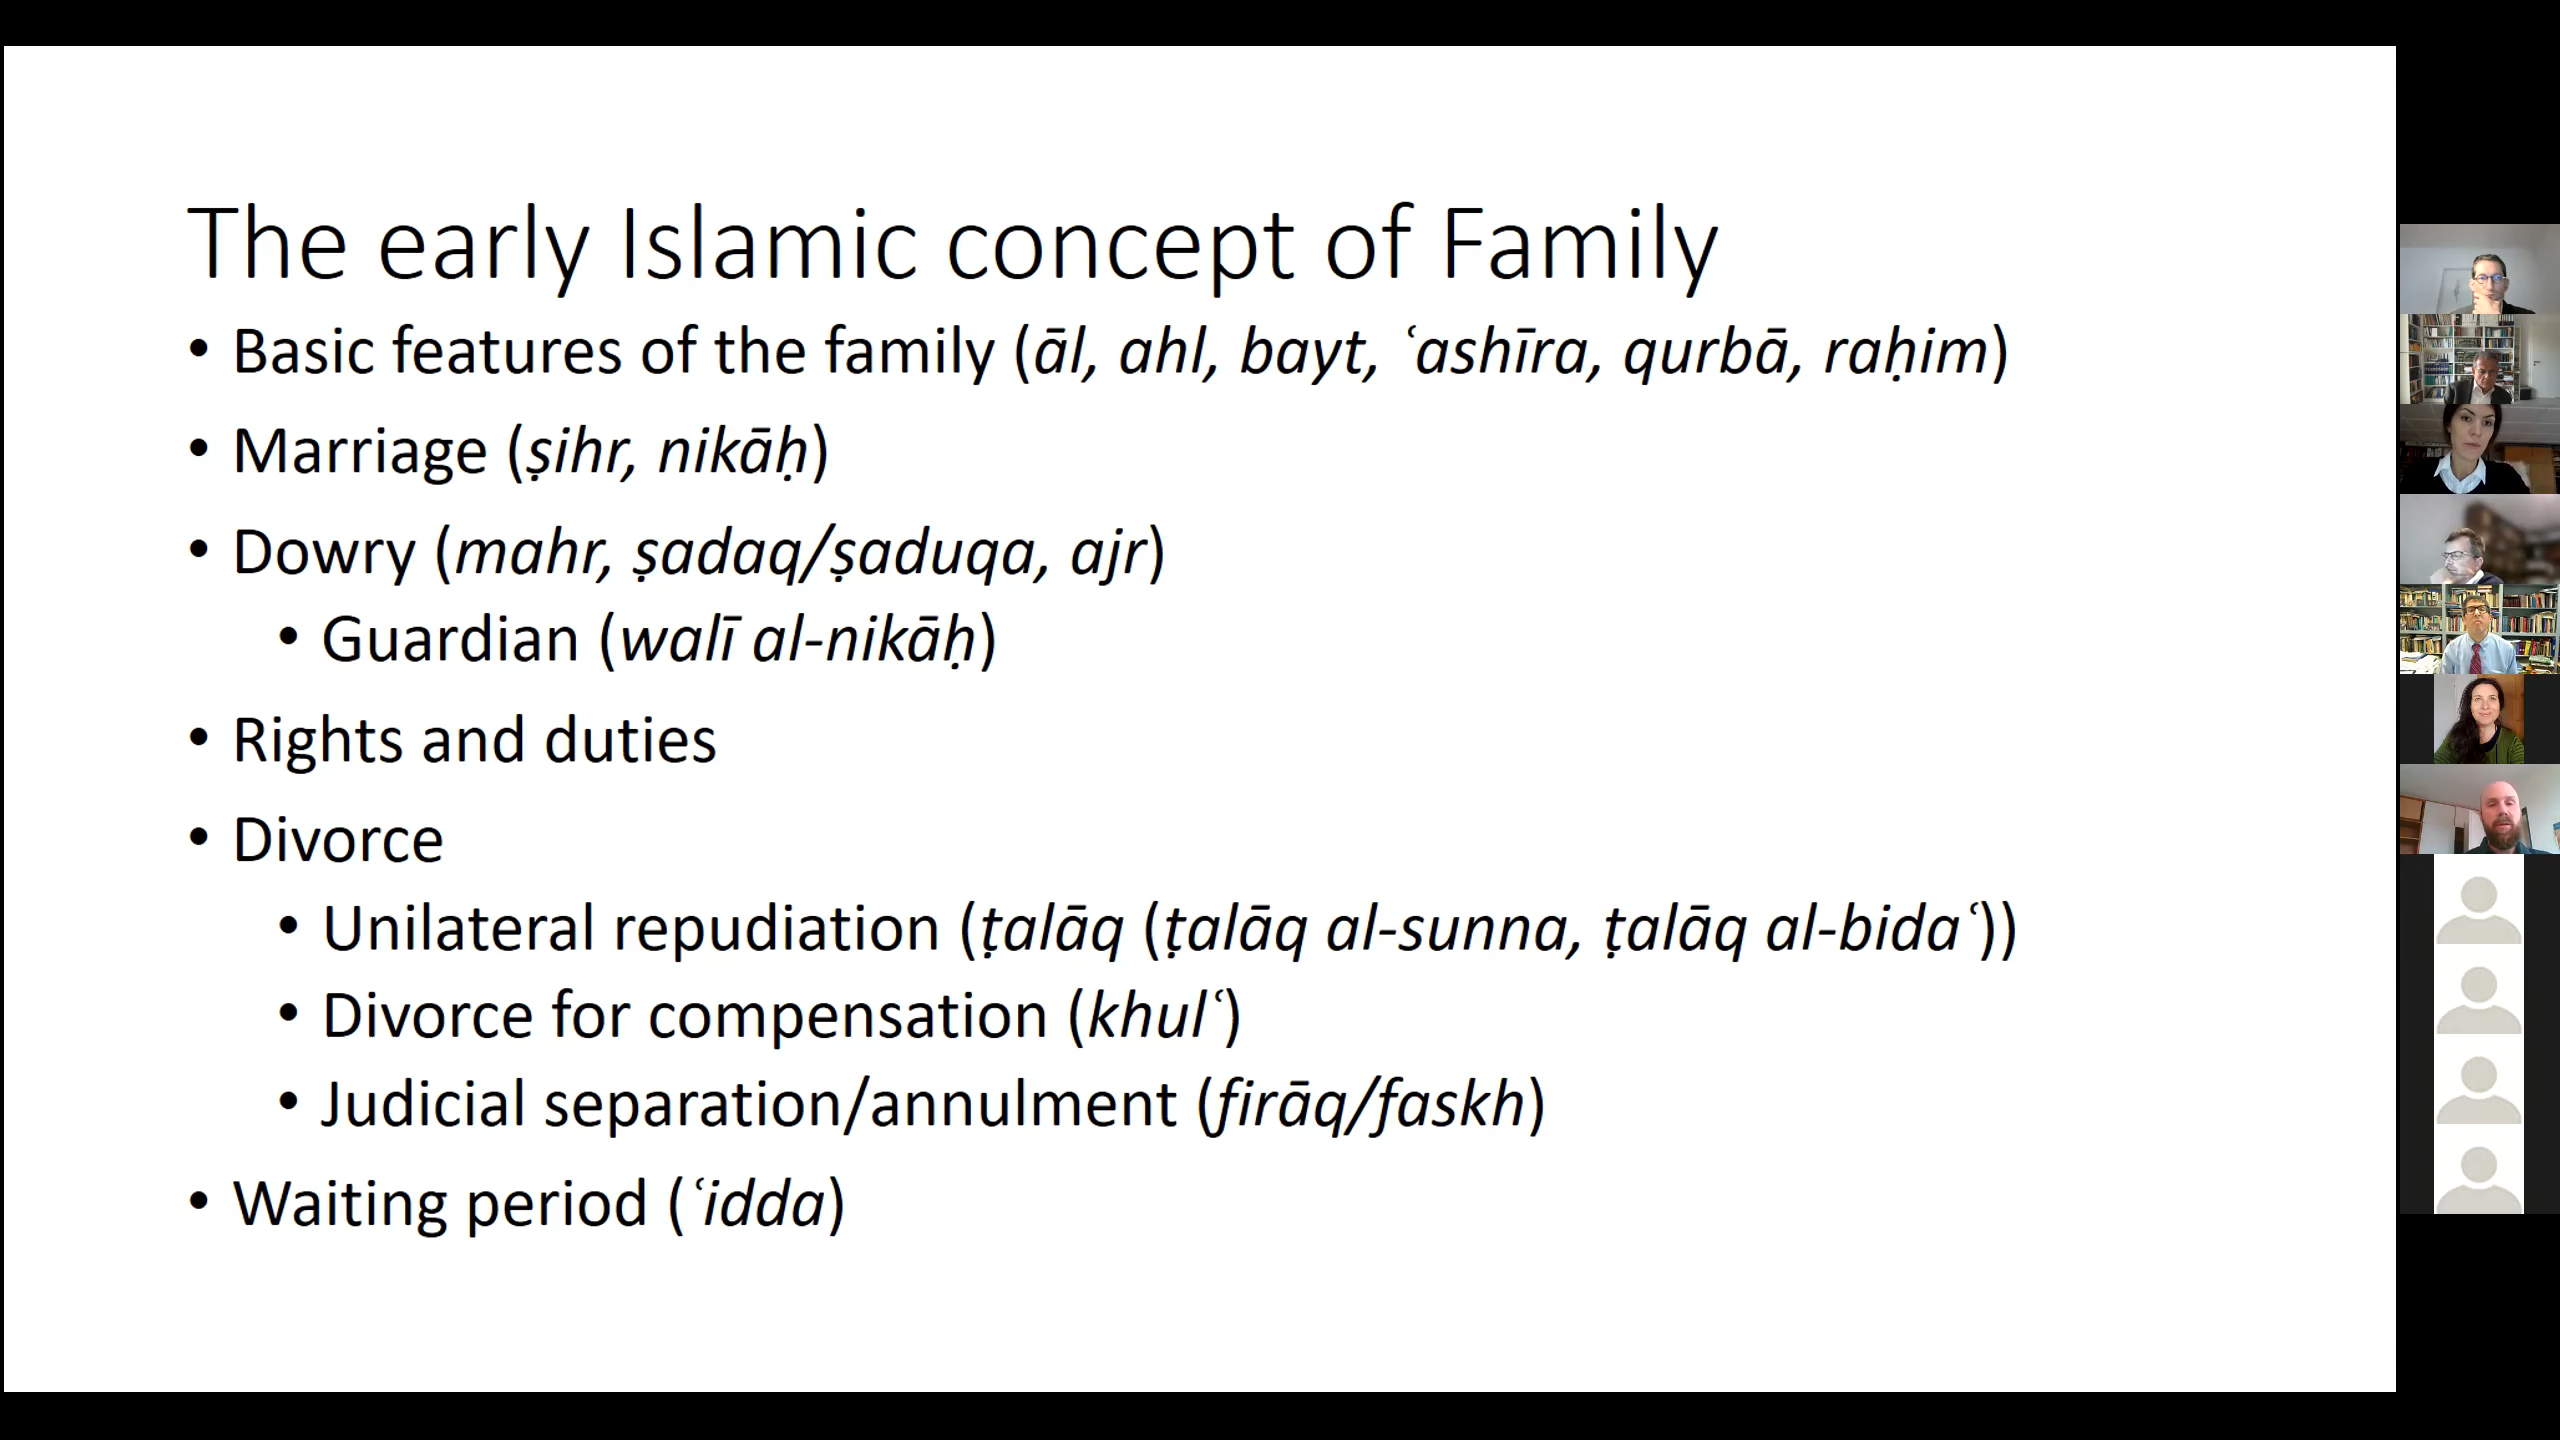 The early Islamic concept of Family
• Basic features of the family (āl, ahl, bayt, ʿashīra, qurbā, raḥim)
• Marriage (ṣihr, nikāḥ)
• Dowry (mahr, ṣadaq/ṣaduqa, ajr)
• Guardian (walī al-nikāḥ)
• Rights and duties
• Divorce
• Unilateral repudiation (ṭalāq (ṭalāq al-sunna, ṭalāq al-bidaʿ))
• Divorce for compensation (khulʿ)
• Judicial separation/annulment (firāq/faskh)
• Waiting period (ʿidda)